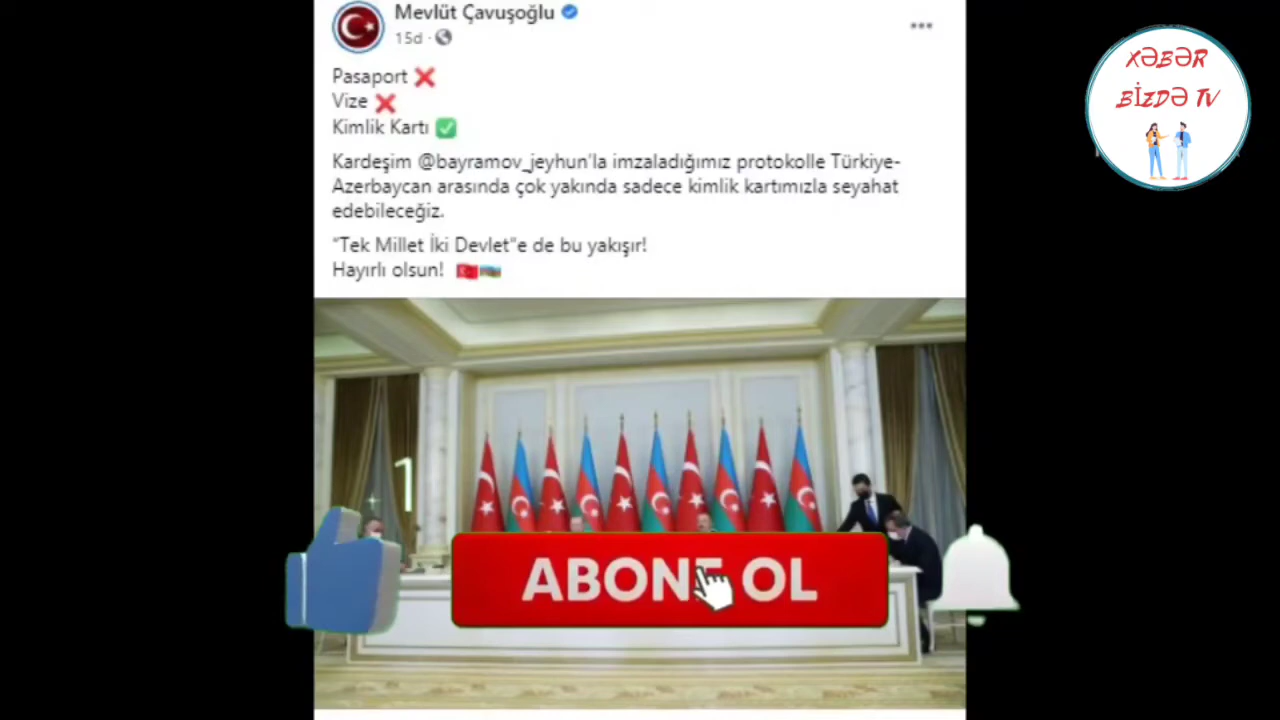 Mevlüt Çavuşoğlu
15d
Pasaport ❌
Vize ❌
Kimlik Kartı ✅
Kardeşim @bayramov_jeyhun'la imzaladığımız protokolle Türkiye-
Azerbaycan arasında çok yakında sadece kimlik kartımızla seyahat
edebileceğiz.
"Tek Millet İki Devlet"e de bu yakışır!
Hayırlı olsun! 🇹🇷🇦🇿
XƏBƏR
BİZDƏ TV
1
ABONE OL